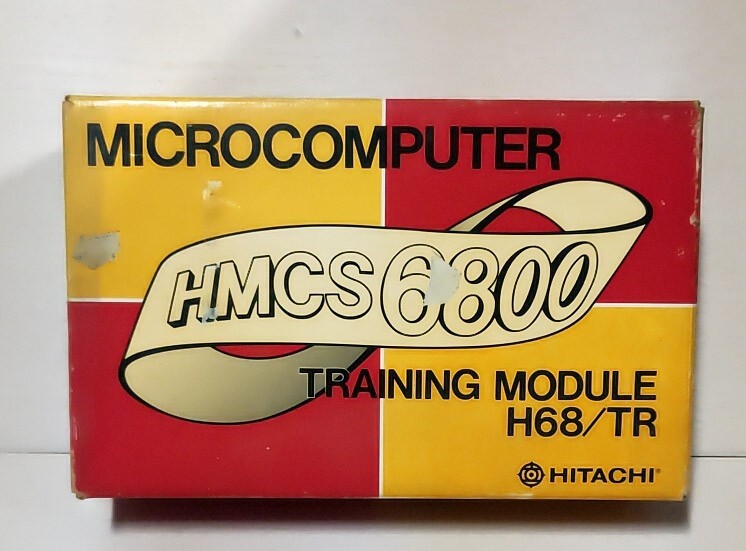 MICROCOMPUTER
HMCS6800
TRAINING MODULE
H68/TR
HITACHI®